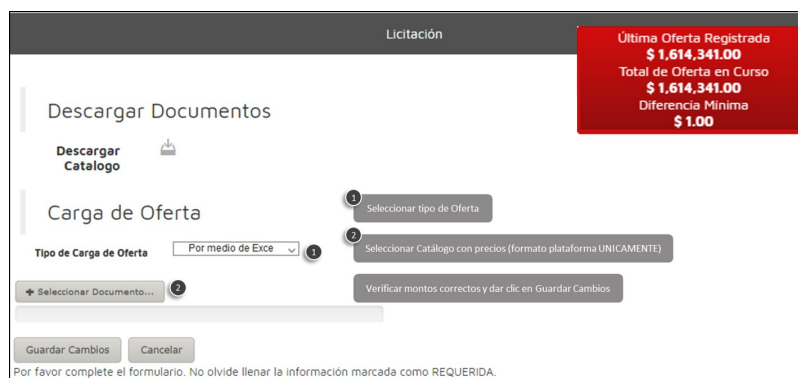 Licitación
Última Oferta Registrada
$ 1,614,341.00
Total de Oferta en Curso
$ 1,614,341.00
Diferencia Mínima
$ 1.00
Descargar Documentos
Descargar
Catalogo
Carga de Oferta
1
Seleccionar tipo de Oferta
Tipo de Carga de Oferta
Por medio de Exce
1
2
Seleccionar Catálogo con precios (formato plataforma UNICAMENTE)
+ Seleccionar Documento...
2
Verificar montos correctos y dar clic en Guardar Cambios
Guardar Cambios
Cancelar
Por favor complete el formulario. No olvide llenar la información marcada como REQUERIDA.